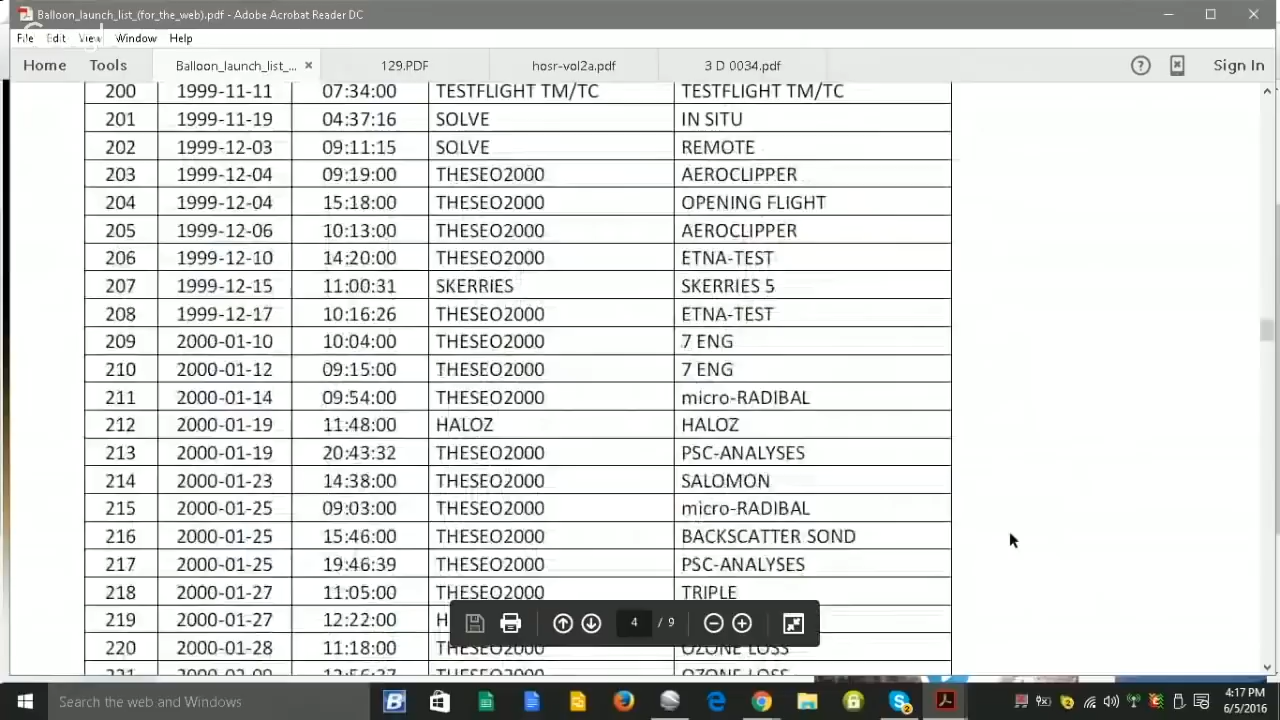 Balloon_launch_list_(for_the_web).pdf - Adobe Acrobat Reader DC
File Edit View Window Help
Home Tools Balloon_launch_list_... × 129.PDF hosr-vol2a.pdf 3 D 0034.pdf ? Sign In
200 1999-11-11 07:34:00 TESTFLIGHT TM/TC TESTFLIGHT TM/TC
201 1999-11-19 04:37:16 SOLVE IN SITU
202 1999-12-03 09:11:15 SOLVE REMOTE
203 1999-12-04 09:19:00 THESEO2000 AEROCLIPPER
204 1999-12-04 15:18:00 THESEO2000 OPENING FLIGHT
205 1999-12-06 10:13:00 THESEO2000 AEROCLIPPER
206 1999-12-10 14:20:00 THESEO2000 ETNA-TEST
207 1999-12-15 11:00:31 SKERRIES SKERRIES 5
208 1999-12-17 10:16:26 THESEO2000 ETNA-TEST
209 2000-01-10 10:04:00 THESEO2000 7 ENG
210 2000-01-12 09:15:00 THESEO2000 7 ENG
211 2000-01-14 09:54:00 THESEO2000 micro-RADIBAL
212 2000-01-19 11:48:00 HALOZ HALOZ
213 2000-01-19 20:43:32 THESEO2000 PSC-ANALYSES
214 2000-01-23 14:38:00 THESEO2000 SALOMON
215 2000-01-25 09:03:00 THESEO2000 micro-RADIBAL
216 2000-01-25 15:46:00 THESEO2000 BACKSCATTER SOND
217 2000-01-25 19:46:39 THESEO2000 PSC-ANALYSES
218 2000-01-27 11:05:00 THESEO2000 TRIPLE
219 2000-01-27 12:22:00 H
4 / 9
220 2000-01-28 11:18:00 THESEO2000 OZONE LOSS
221 THESEO2000 OZONE LOSS
Search the web and Windows
4:17 PM
6/5/2016